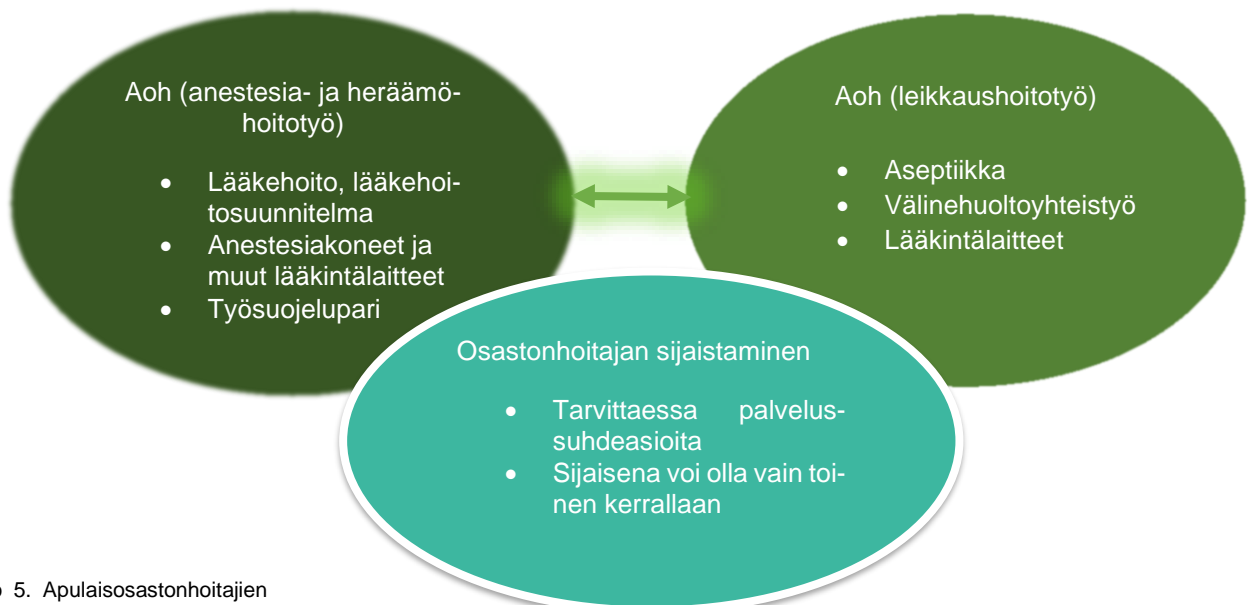 Aoh (anestesia- ja heräämö-
hoitotyö)
• Lääkehoito, lääkehoi-
tosuunnitelma
• Anestesiakoneet ja
muut lääkintälaitteet
• Työsuojelupari
Aoh (leikkaushoitotyö)
• Aseptiikka
• Välinehuoltoyhteistyö
• Lääkintälaitteet
Osastonhoitajan sijaistaminen
• Tarvittaessa palvelus-
suhdeasioita
• Sijaisena voi olla vain toi-
nen kerrallaan
5. Apulaisosastonhoitajien